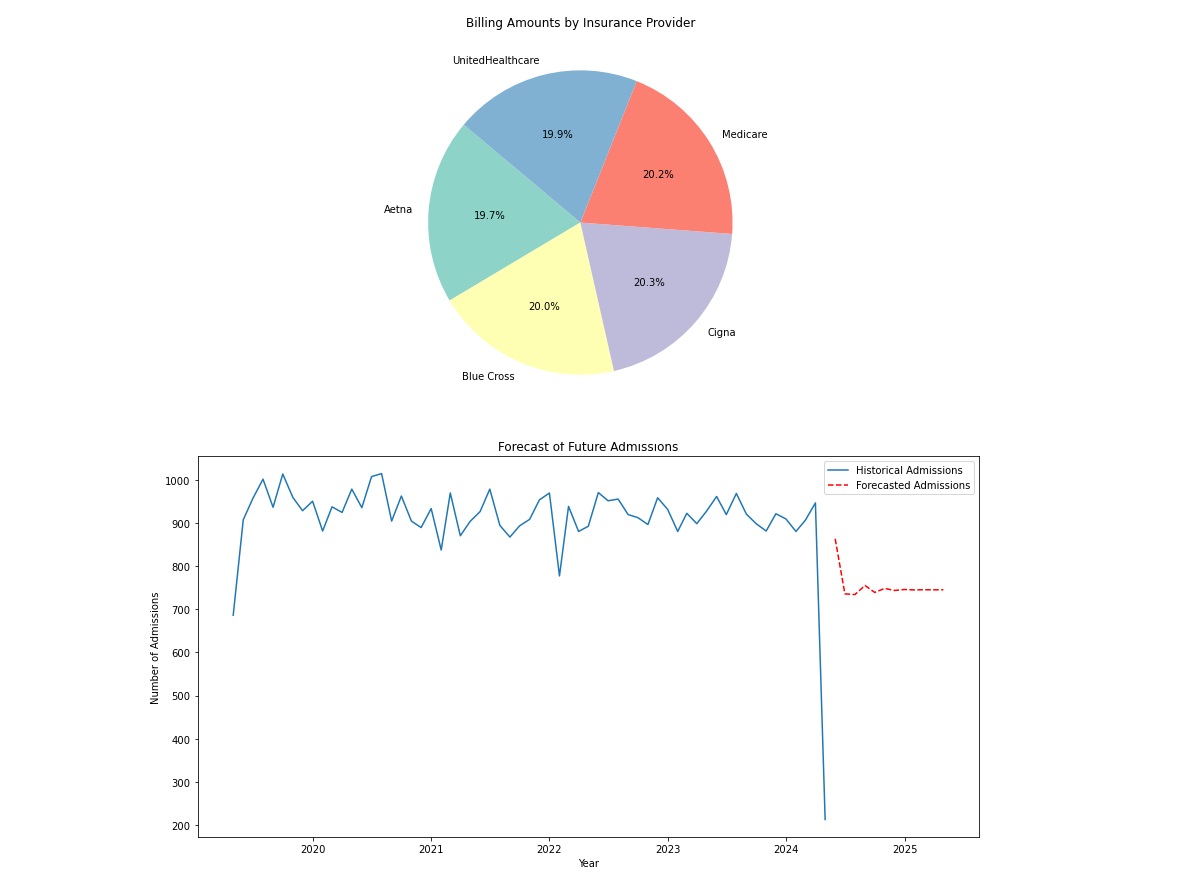 Billing Amounts by Insurance Provider
UnitedHealthcare
19.9%
Medicare
20.2%
Aetna
19.7%
20.3%
20.0%
Cigna
Blue Cross
Forecast of Future Admissions
Historical Admissions
Forecasted Admissions
1000
900
800
700
600
500
400
300
200
Number of Admissions
2020 2021 2022 2023 2024 2025
Year